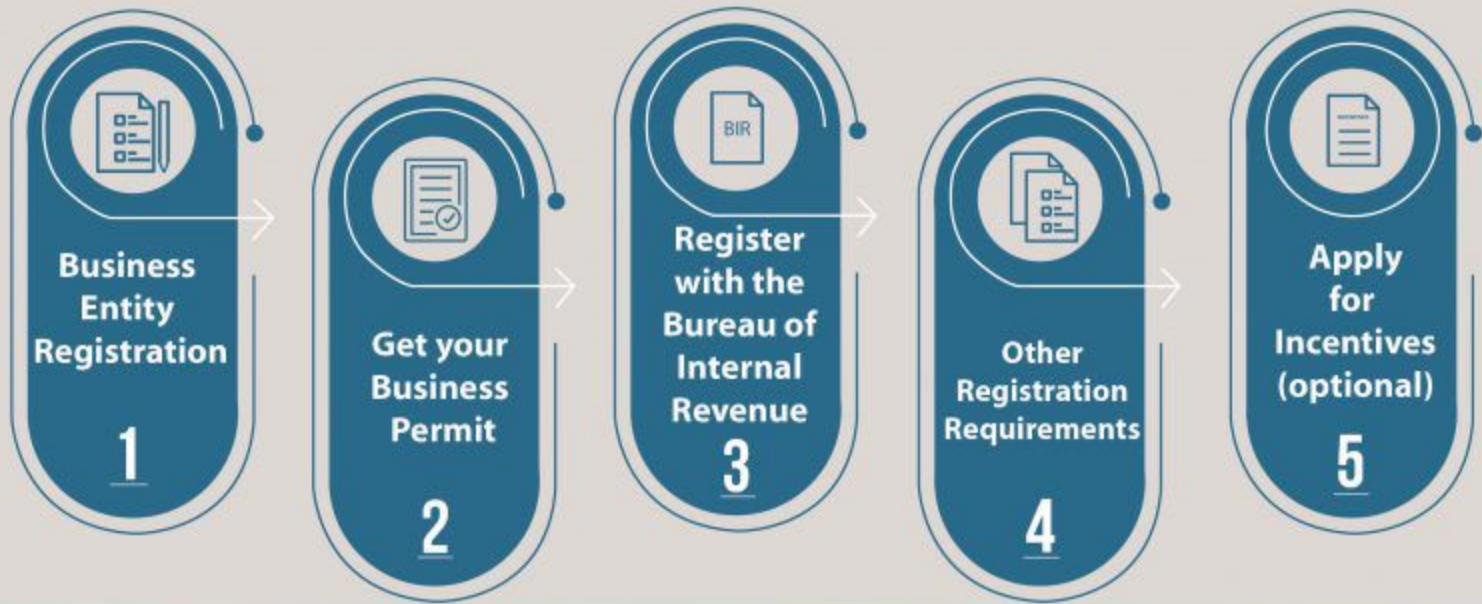 Business
Entity
Registration
1
Get your
Business
Permit
2
BIR
Register
with the
Bureau of
Internal
Revenue
3
Other
Registration
Requirements
4
Apply
for
Incentives
(optional)
5